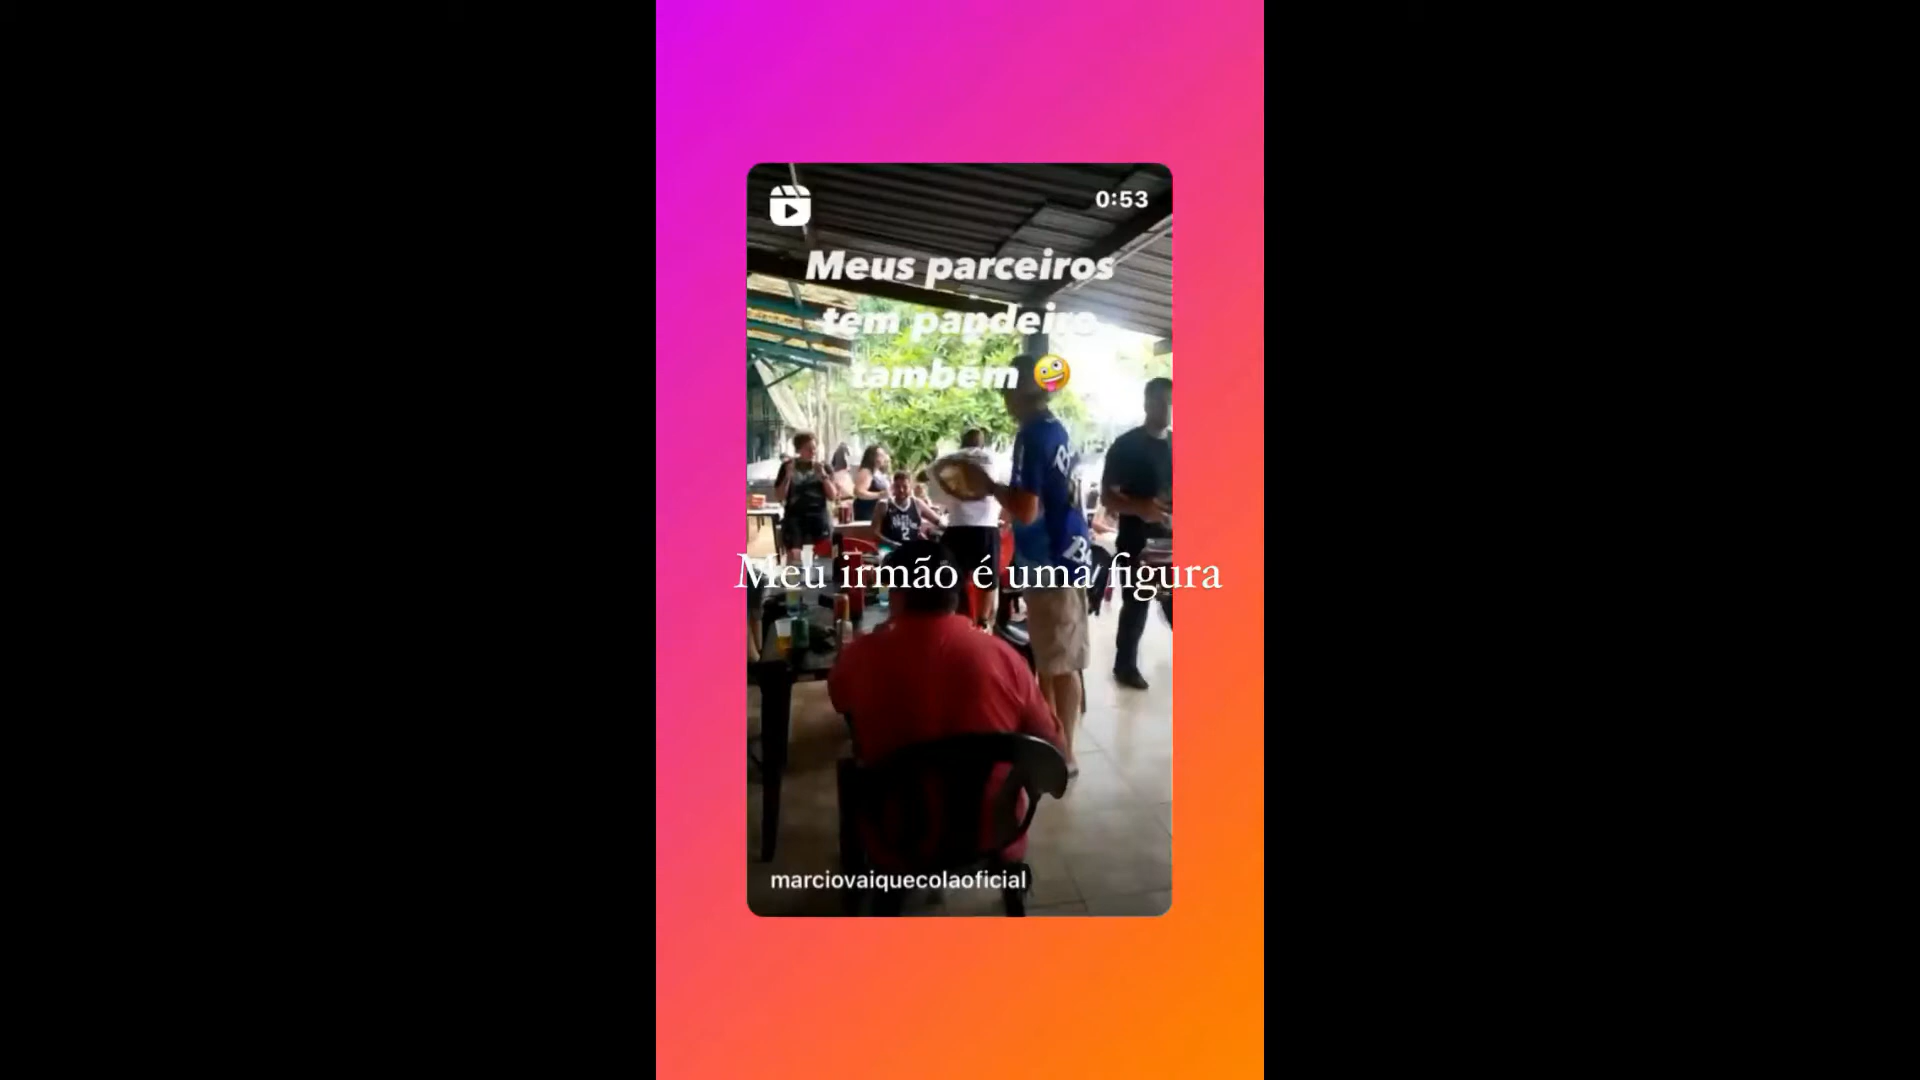 0:53
Meus parceiros
tem pandeiro
também 🤪
Meu irmão é uma figura
marciovaiquecolaoficial